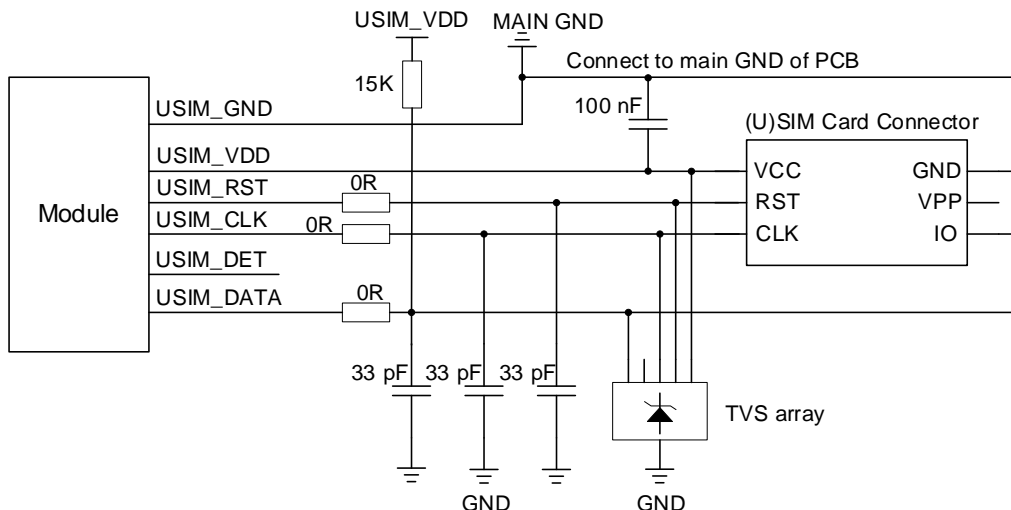 USIM_VDD
MAIN GND
Connect to main GND of PCB
15K
100 nF
USIM_GND
(U)SIM Card Connector
USIM_VDD
VCC
GND
USIM_RST
0R
RST
VPP
Module
USIM_CLK
0R
CLK
IO
USIM_DET
USIM_DATA
0R
33 pF
33 pF
33 pF
TVS array
GND
GND